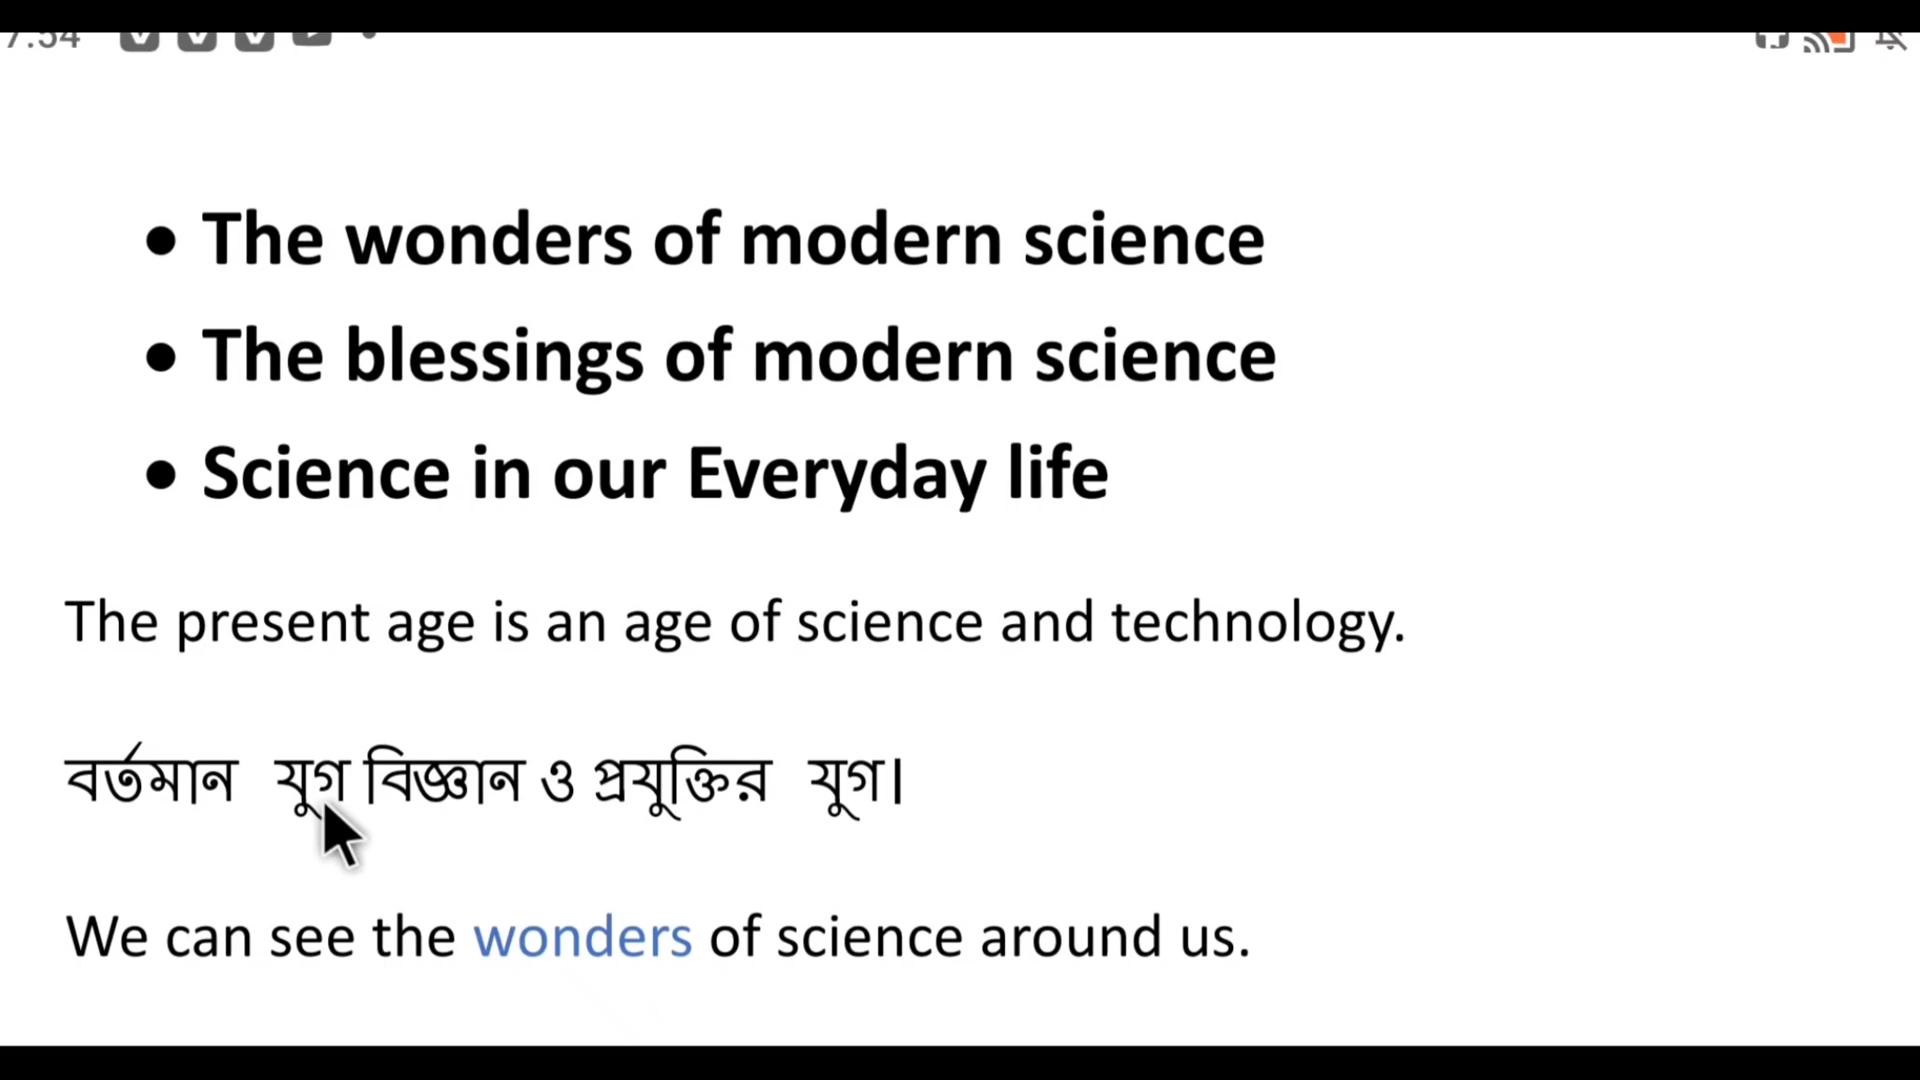 • The wonders of modern science
• The blessings of modern science
• Science in our Everyday life
The present age is an age of science and technology.
বর্তমান যুগ বিজ্ঞান ও প্রযুক্তির যুগ।
We can see the wonders of science around us.